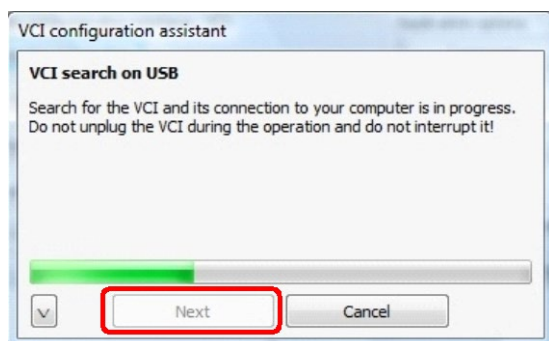 VCI configuration assistant
VCI search on USB
Search for the VCI and its connection to your computer is in progress.
Do not unplug the VCI during the operation and do not interrupt it!
Next
Cancel